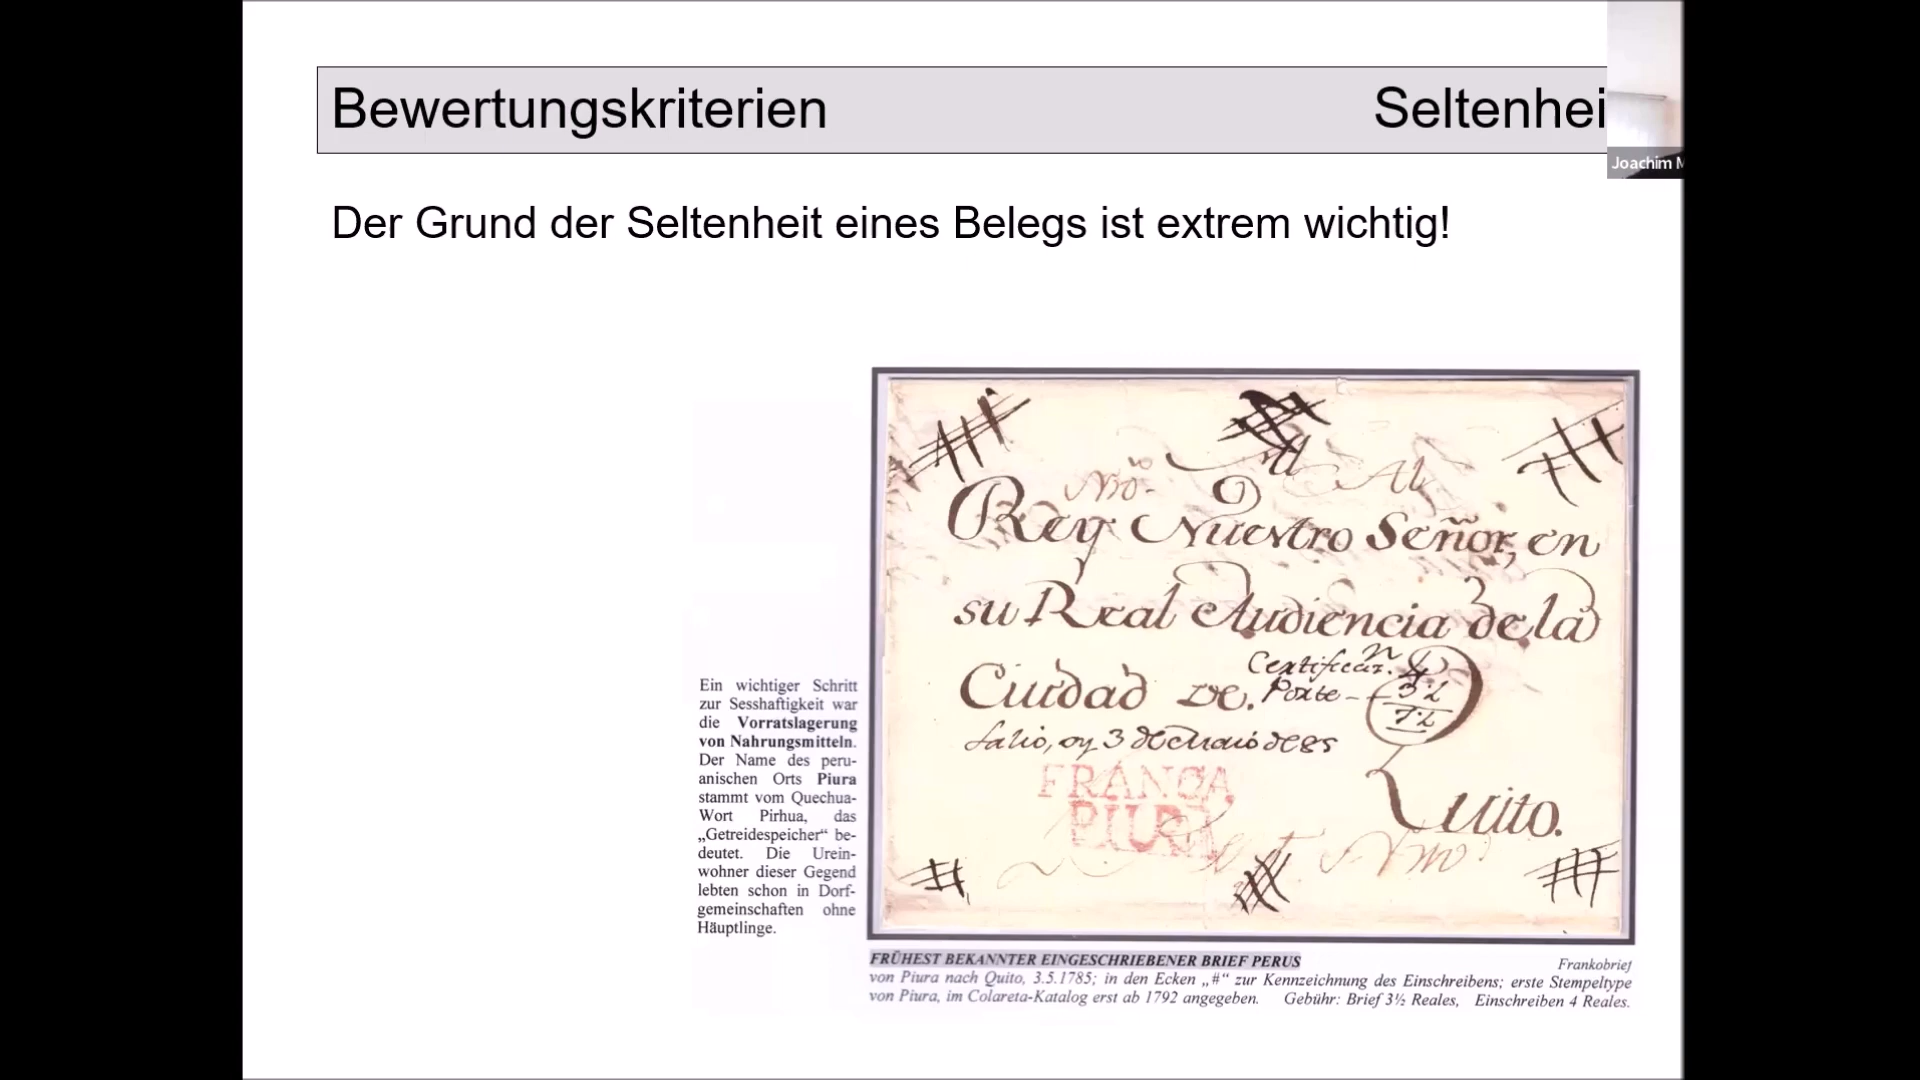 Bewertungskriterien Seltenhei
Joachim M
Der Grund der Seltenheit eines Belegs ist extrem wichtig!
Ein wichtiger Schritt
zur Sesshaftigkeit war
die Vorratslagerung
von Nahrungsmitteln.
Der Name des peru-
anischen Orts Piura
stammt vom Quechua-
Wort Pirhua, das
„Getreidespeicher“ be-
deutet. Die Urein-
wohner dieser Gegend
lebten schon in Dorf-
gemeinschaften ohne
Häuptlinge.
Al
Rey Nuestro Señor, en
su Real Audiencia de la
Ciudad De.
Porte
Quito.
FRANCA
PIURA
FRÜHEST BEKANNTER EINGESCHRIEBENER BRIEF PERUS Frankobrief
von Piura nach Quito, 3.5.1785; in den Ecken „#“ zur Kennzeichnung des Einschreibens; erste Stempeltype
von Piura, im Colareta-Katalog erst ab 1792 angegeben. Gebühr: Brief 3½ Reales, Einschreiben 4 Reales.